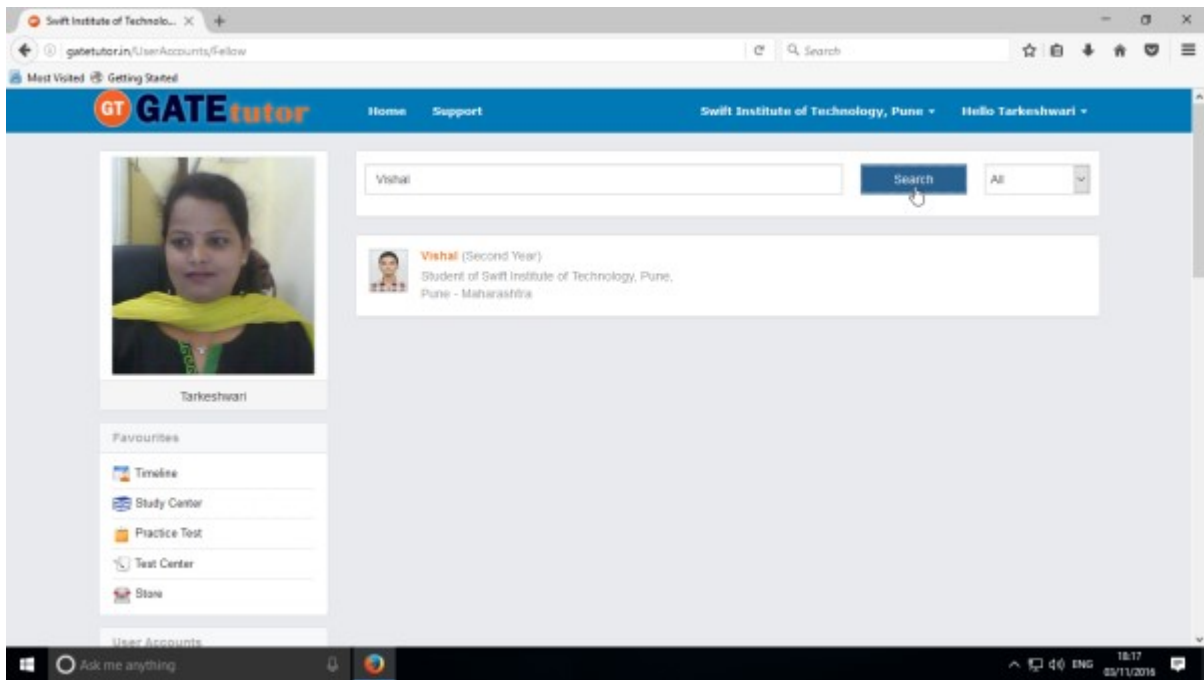 Swift Institute of Technolo...
gatetutor.in/UserAccounts/Fellow
Search
Most Visited
Getting Started
GT GATEtutor
Home
Support
Swift Institute of Technology, Pune
Hello Tarkeshwari
Vishal
Search
All
Vishal (Second Year)
Student of Swift Institute of Technology, Pune,
Pune - Maharashtra
Tarkeshwari
Favourites
Timeline
Study Center
Practice Test
Test Center
Store
User Accounts
Ask me anything
ENG
18:17
03/11/2016